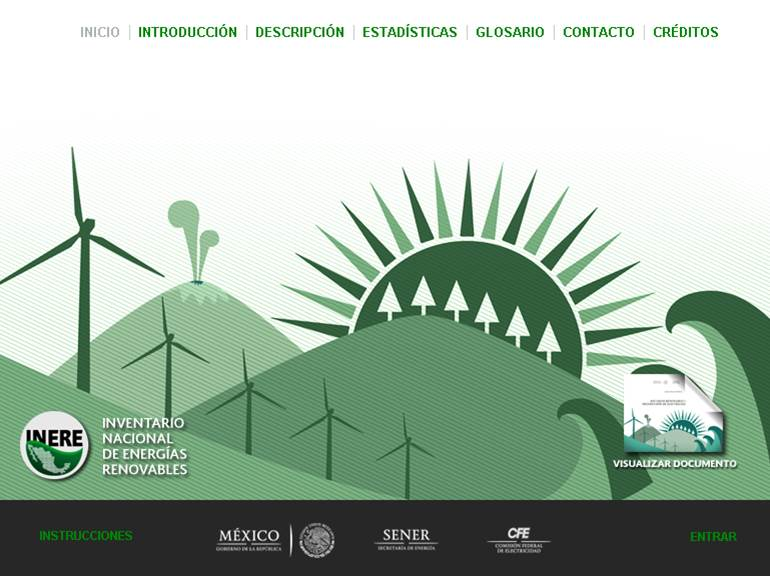 INICIO | INTRODUCCIÓN | DESCRIPCIÓN | ESTADÍSTICAS | GLOSARIO | CONTACTO | CRÉDITOS
INERE
INVENTARIO
NACIONAL
DE ENERGÍAS
RENOVABLES
VISUALIZAR DOCUMENTO
INSTRUCCIONES
MÉXICO
GOBIERNO DE LA REPÚBLICA
SENER
SECRETARÍA DE ENERGÍA
CFE
COMISIÓN FEDERAL
DE ELECTRICIDAD
ENTRAR